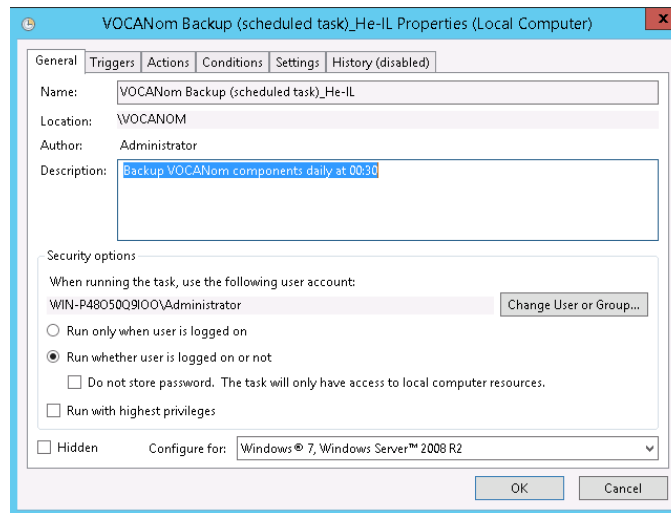 VOCANom Backup (scheduled task)_He-IL Properties (Local Computer)
x
General Triggers Actions Conditions Settings History (disabled)
Name: VOCANom Backup (scheduled task)_He-IL
Location: \VOCANOM
Author: Administrator
Description: Backup VOCANom components daily at 00:30
Security options
When running the task, use the following user account:
WIN-P48O50Q9IOO\Administrator Change User or Group...
Run only when user is logged on
Run whether user is logged on or not
Do not store password. The task will only have access to local computer resources.
Run with highest privileges
Hidden Configure for: Windows® 7, Windows Server™ 2008 R2
OK Cancel